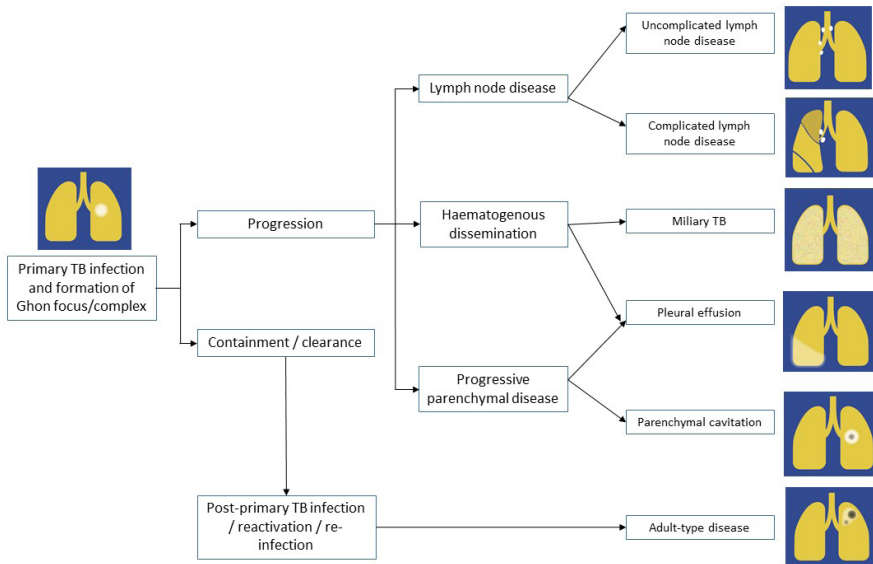 Uncomplicated lymph
node disease
Lymph node disease
Complicated lymph
node disease
Progression
Haematogenous
dissemination
Miliary TB
Primary TB infection
and formation of
Ghon focus/complex
Containment / clearance
Pleural effusion
Progressive
parenchymal disease
Parenchymal cavitation
Post-primary TB infection
/ reactivation / re-
infection
Adult-type disease